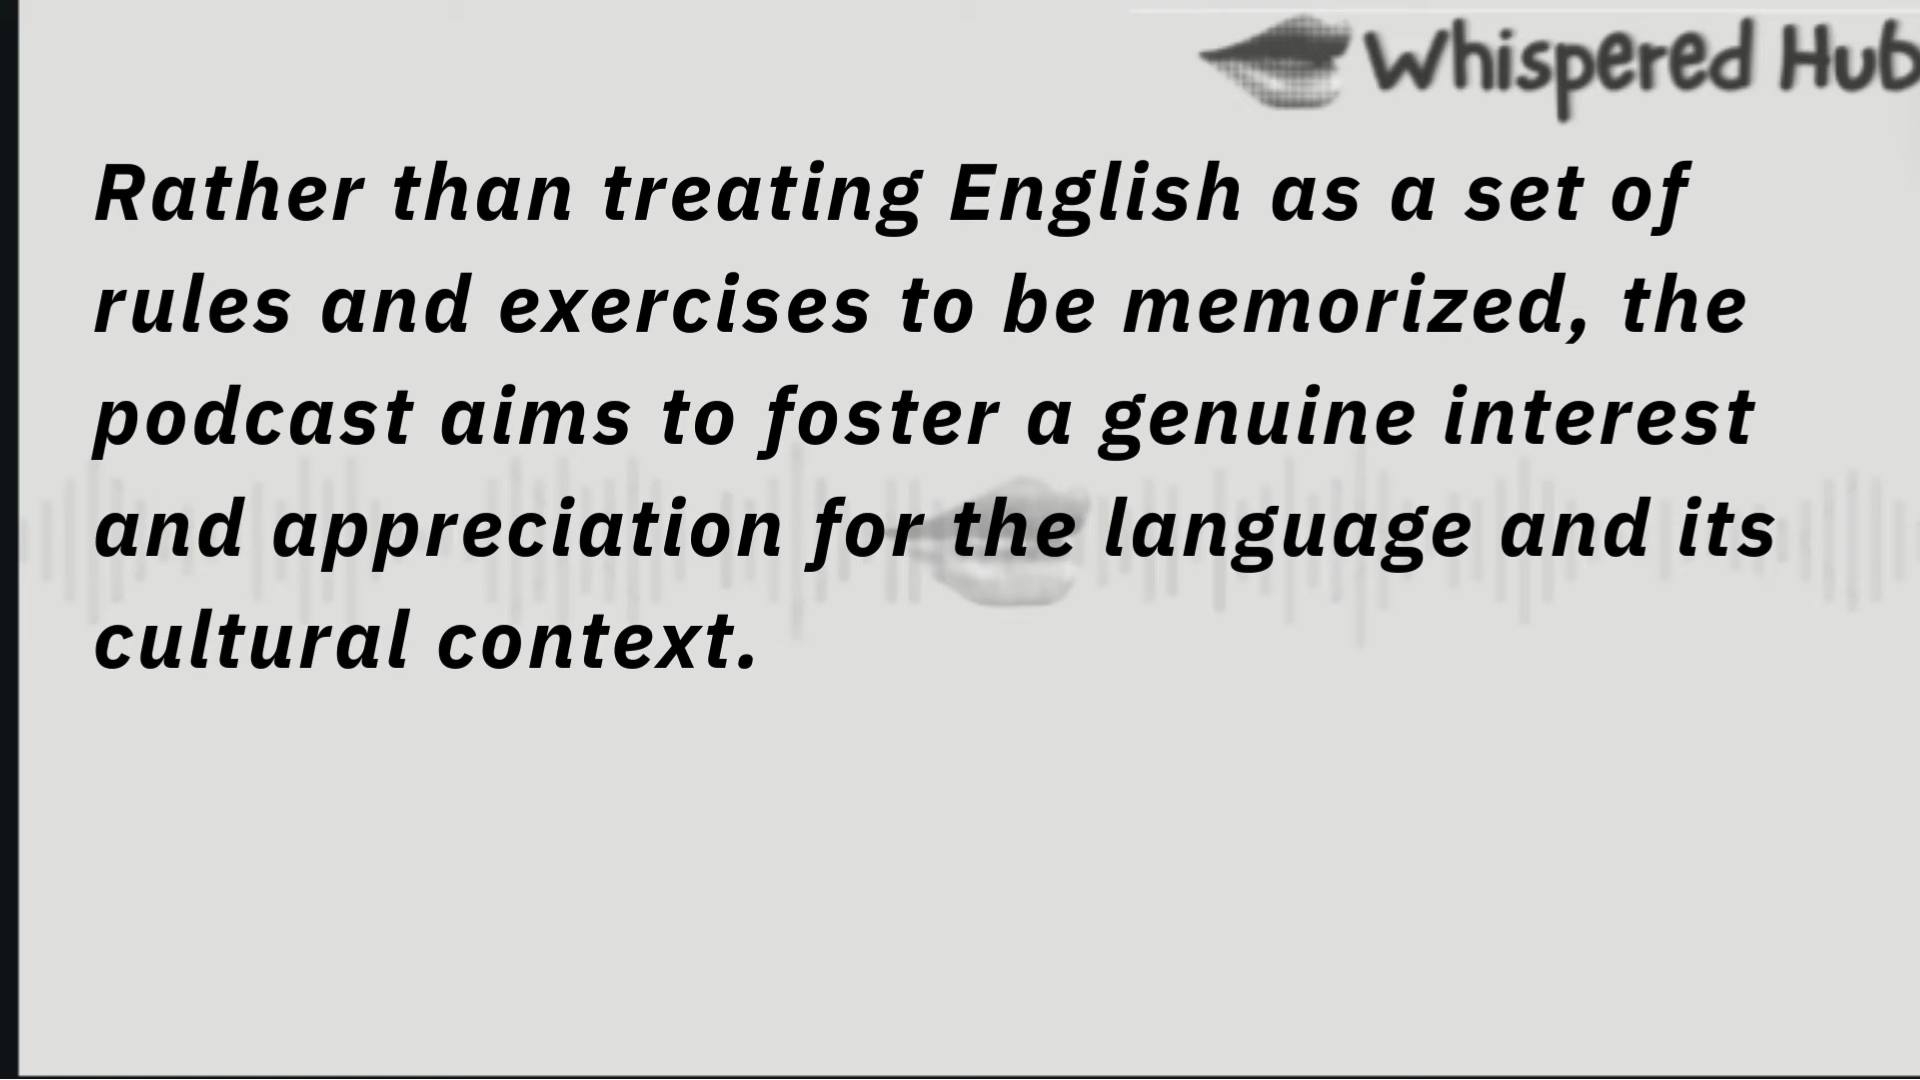 Whispered Hub
Rather than treating English as a set of
rules and exercises to be memorized, the
podcast aims to foster a genuine interest
and appreciation for the language and its
cultural context.